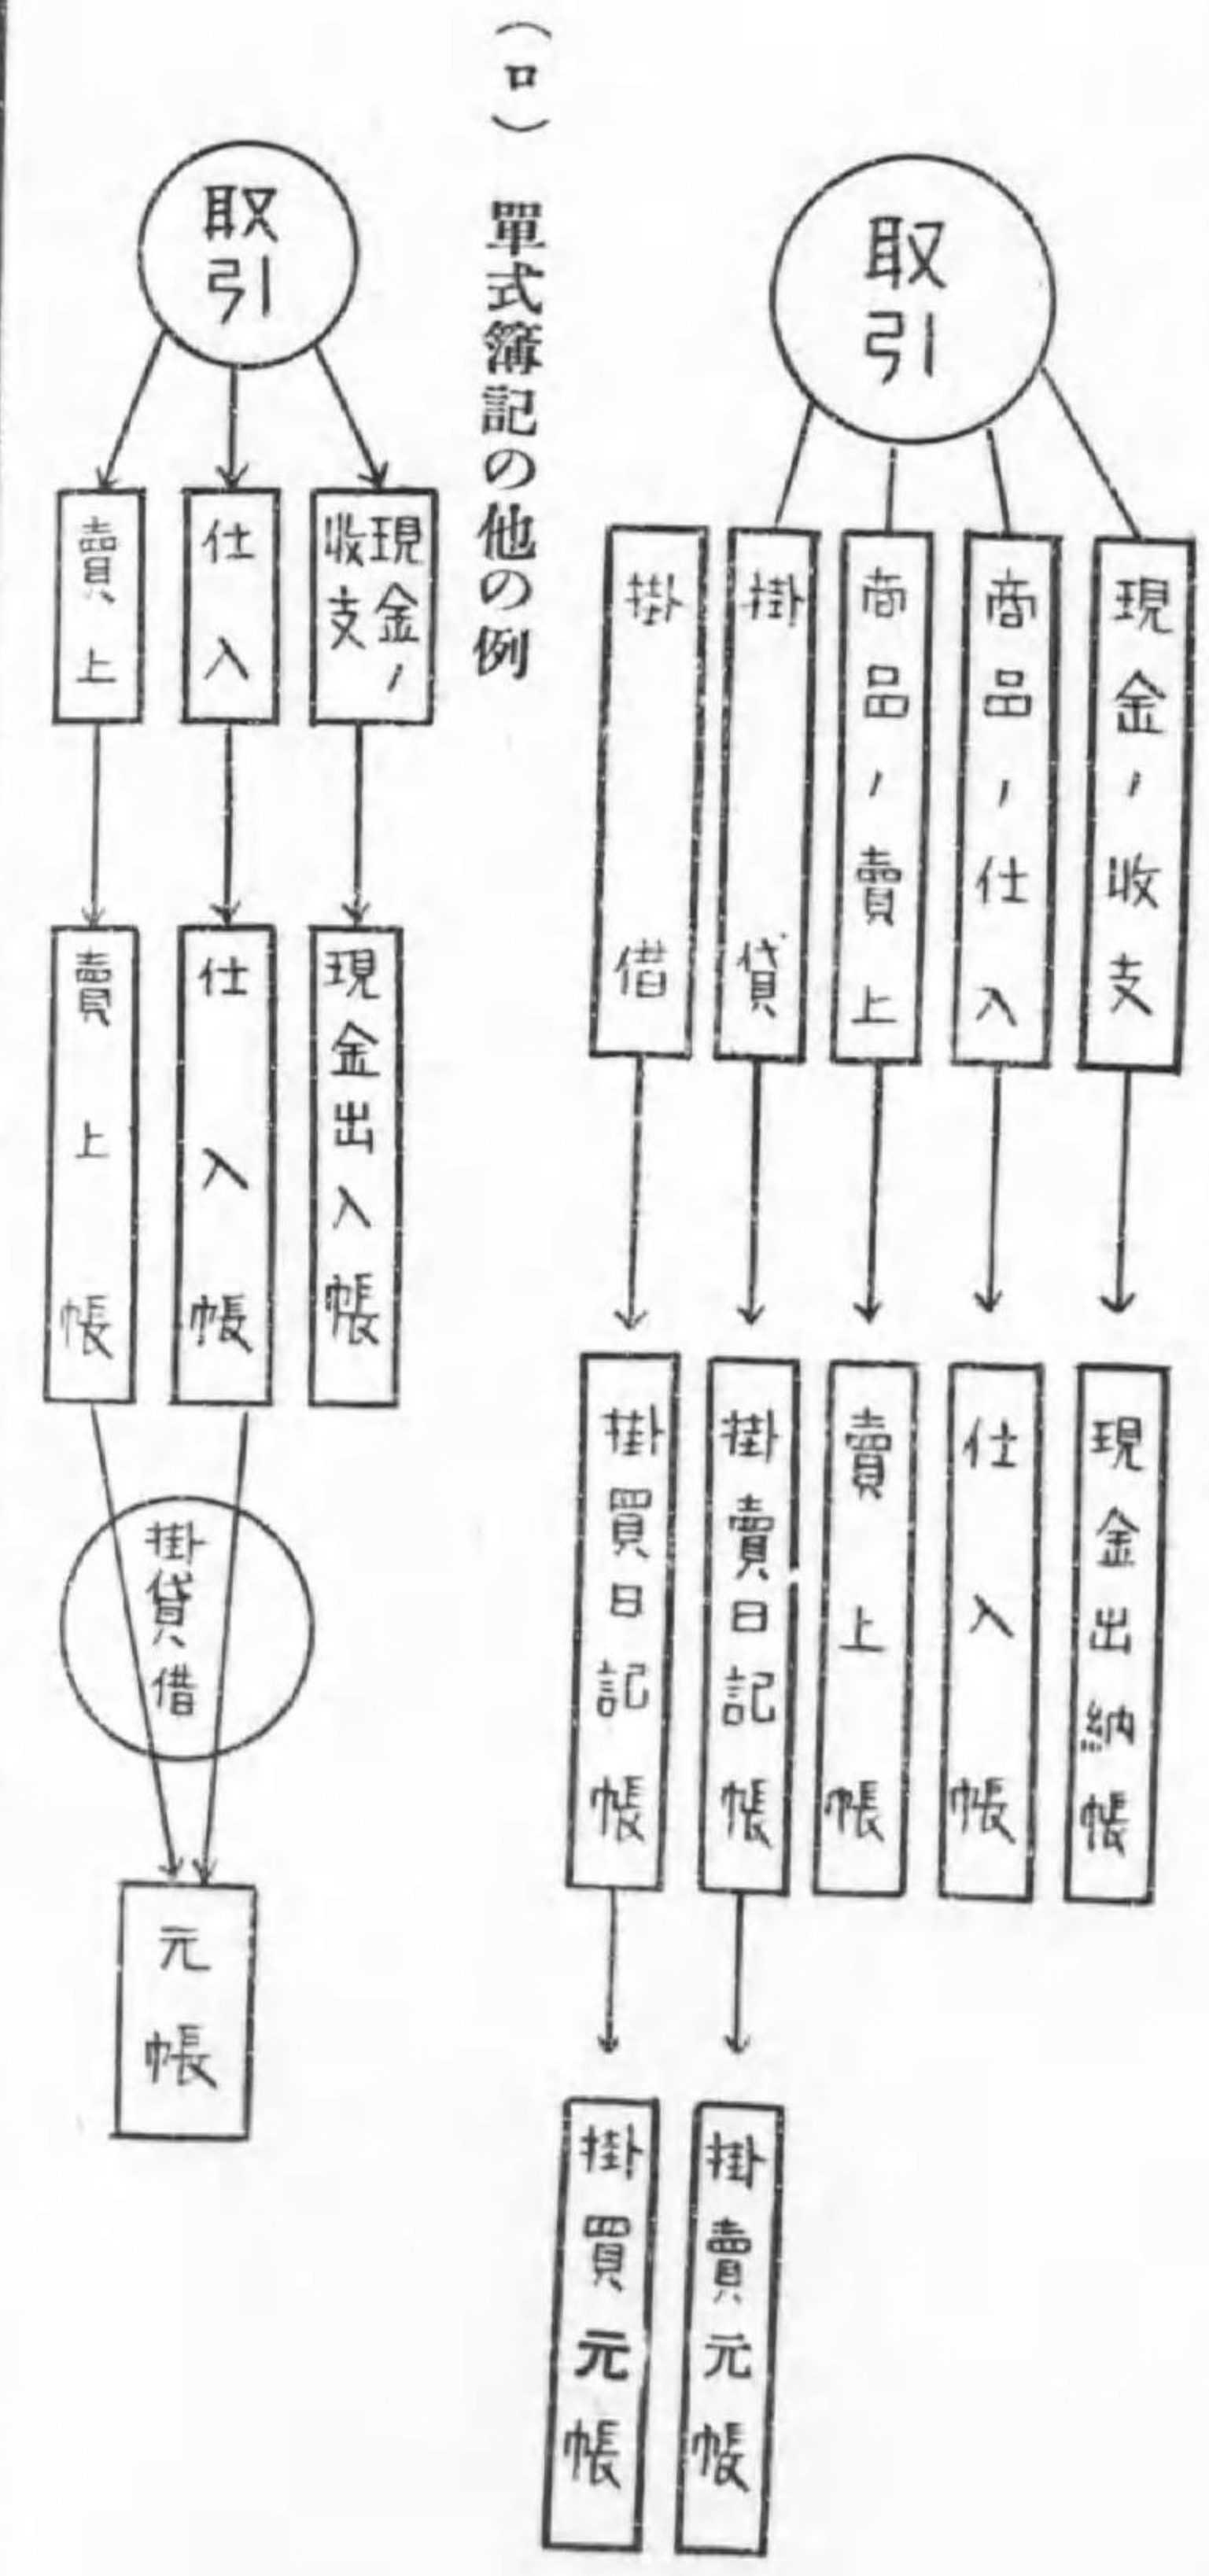 取引
現金ノ收支
商品ノ仕入
商品ノ賣上
掛貸
掛借
現金出納帳
仕入帳
賣上帳
掛賣日記帳
掛買日記帳
掛賣元帳
掛買元帳
(ロ) 單式簿記の他の例
取引
現金ノ
收支
仕入
賣上
現金出入帳
仕入帳
賣上帳
掛貸借
元帳